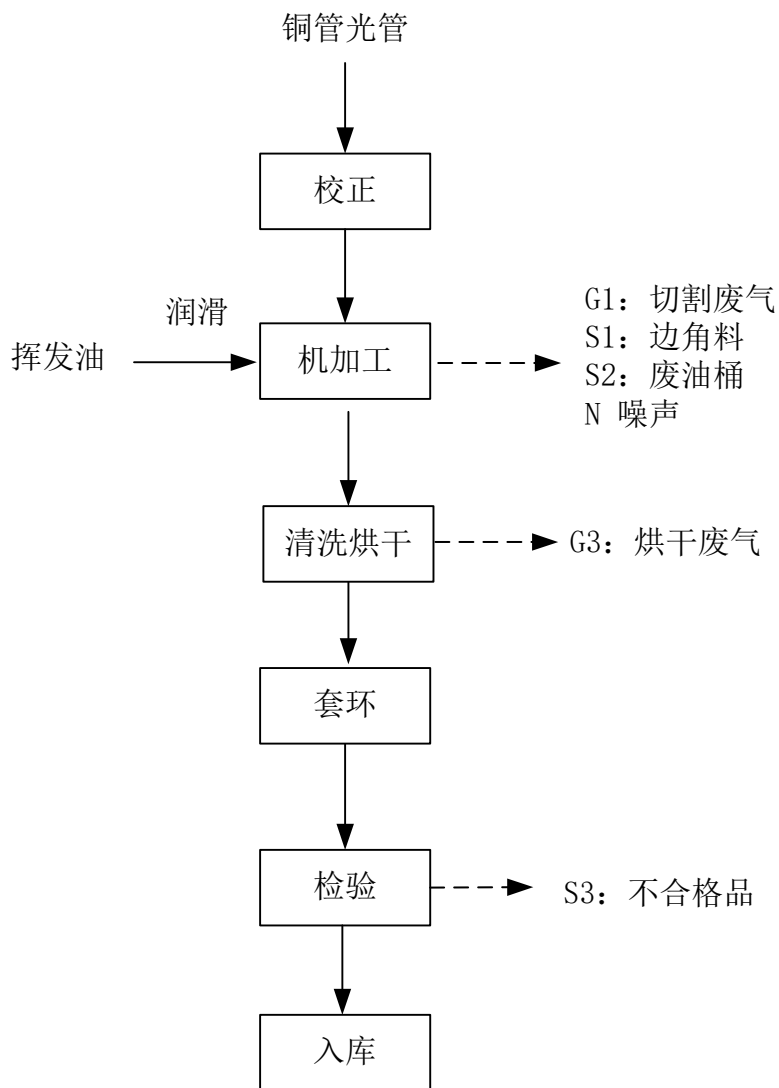 铜管光管
校正
润滑
挥发油
机加工
G1：切割废气
S1：边角料
S2：废油桶
N 噪声
清洗烘干
G3：烘干废气
套环
检验
S3：不合格品
入库